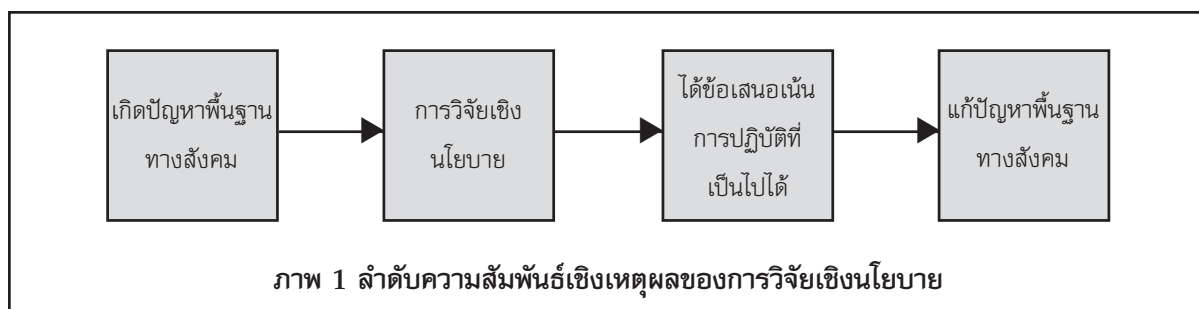 เกิดปัญหาพื้นฐาน
ทางสังคม
การวิจัยเชิง
นโยบาย
ได้ข้อเสนอเน้น
การปฏิบัติที่
เป็นไปได้
แก้ปัญหาพื้นฐาน
ทางสังคม
ภาพ 1 ลำดับความสัมพันธ์เชิงเหตุผลของการวิจัยเชิงนโยบาย